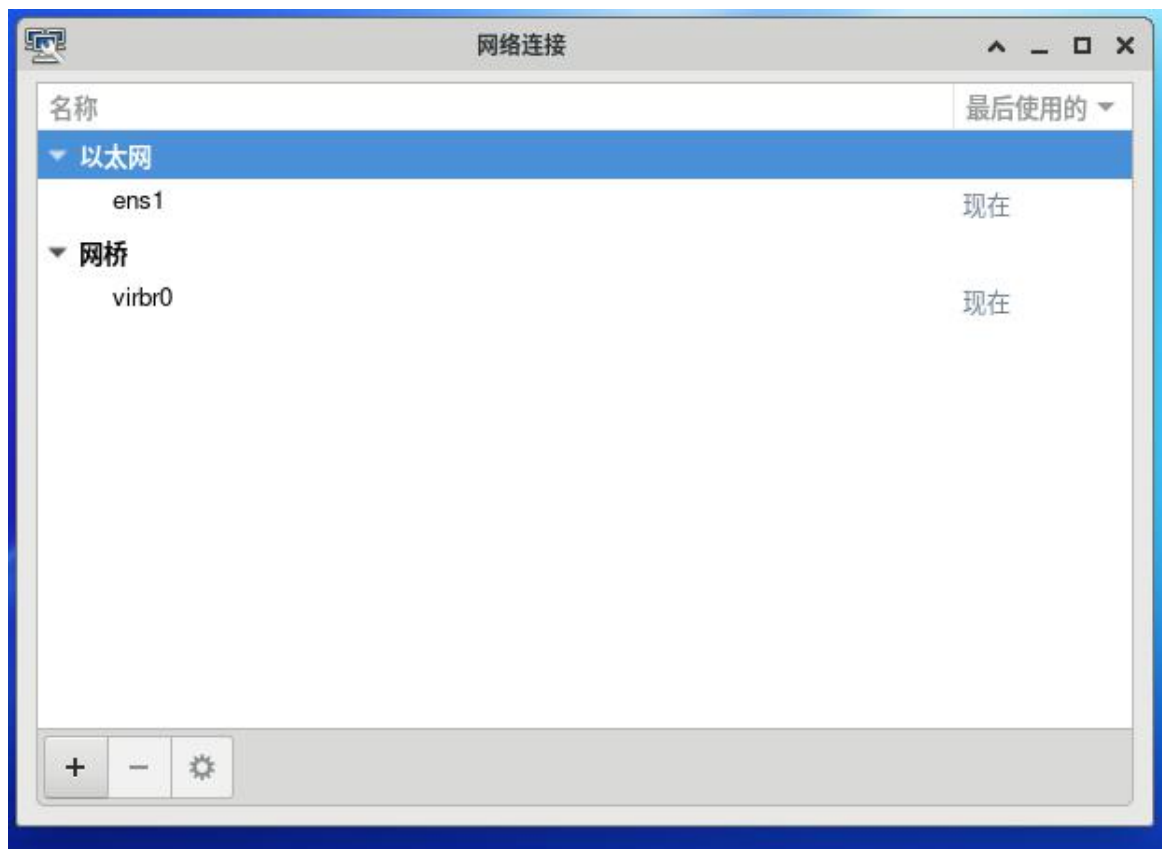 网络连接
名称 最后使用的
以太网
ens1 现在
网桥
virbr0 现在